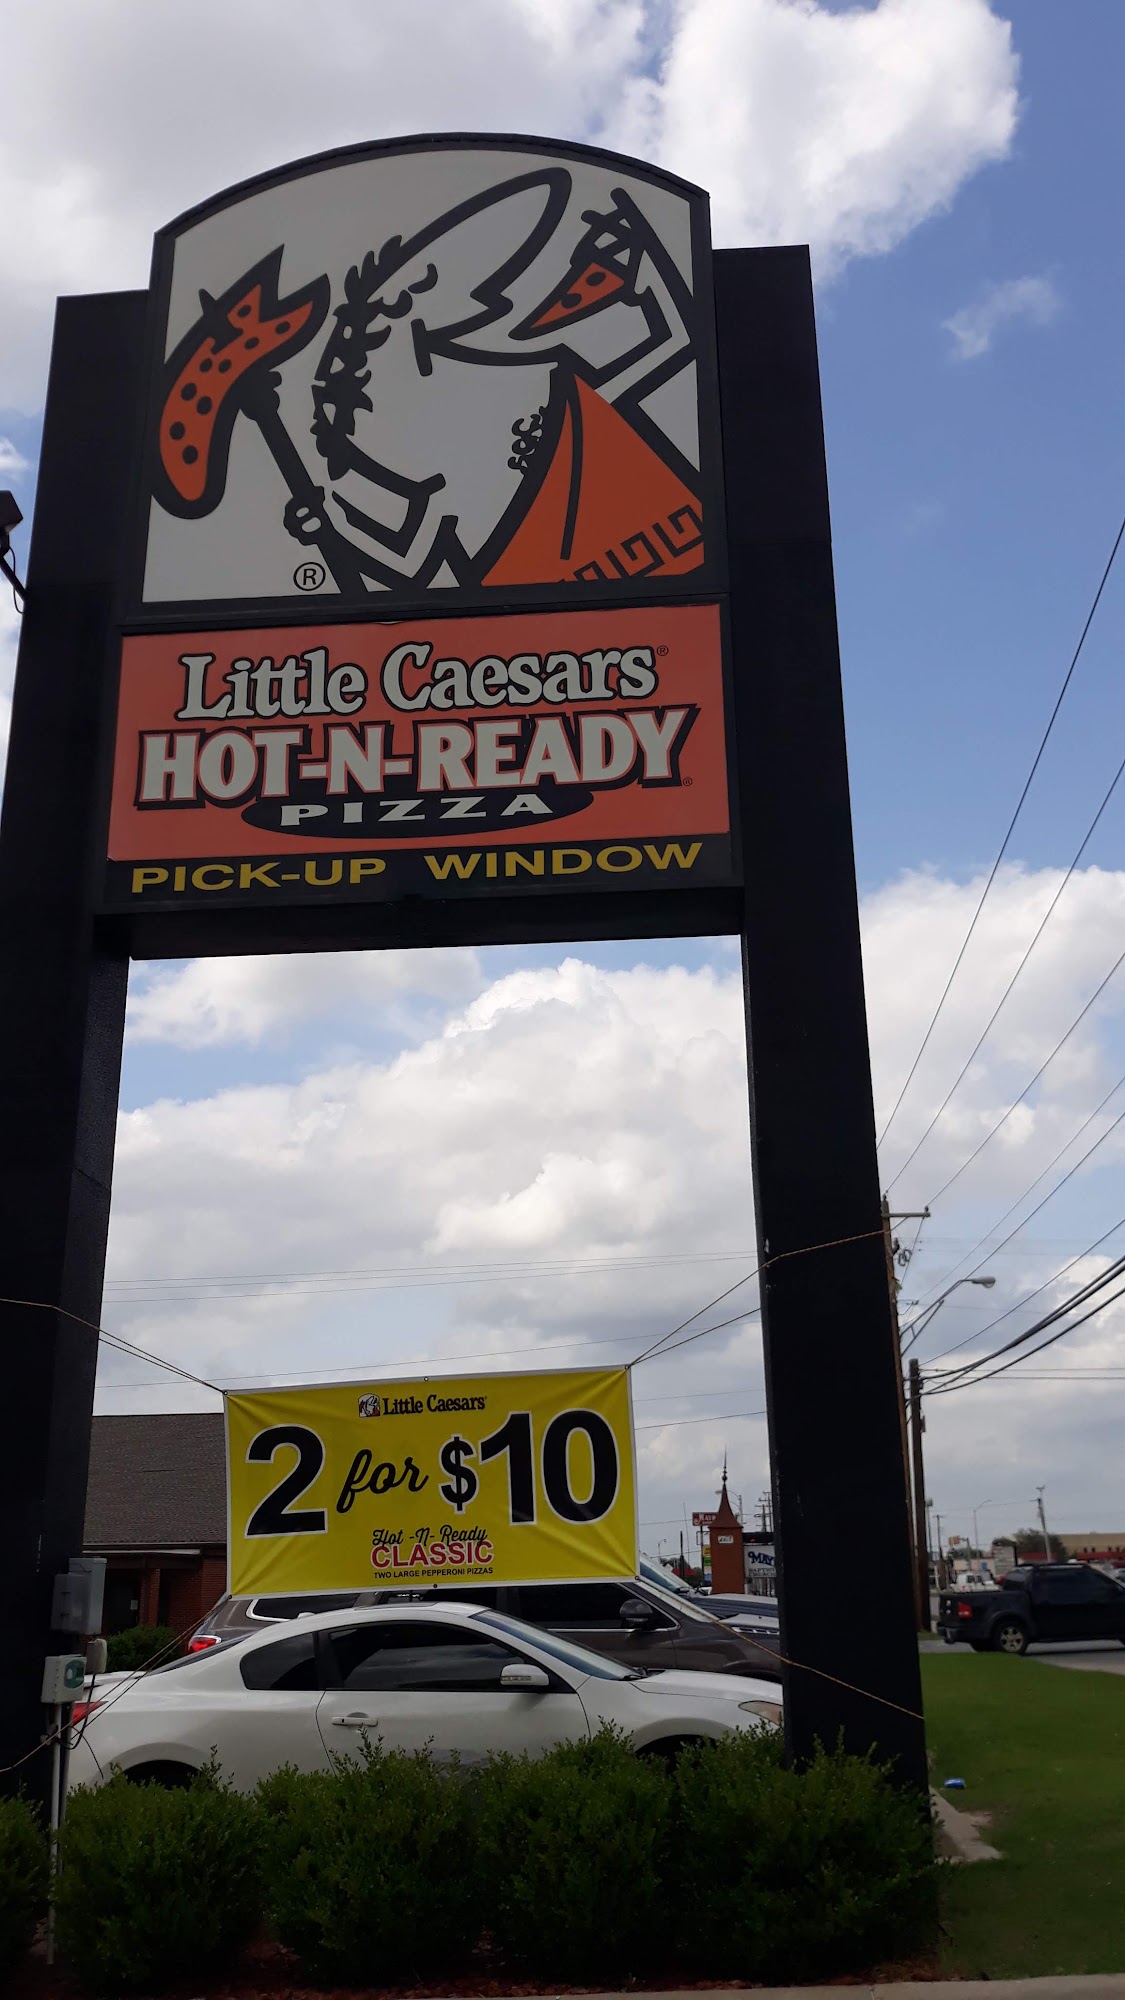 ®
Little Caesars®
HOT-N-READY®
PIZZA
PICK-UP WINDOW
Little Caesars
2 for $10
Hot-N-Ready
CLASSIC
TWO LARGE PEPPERONI PIZZAS